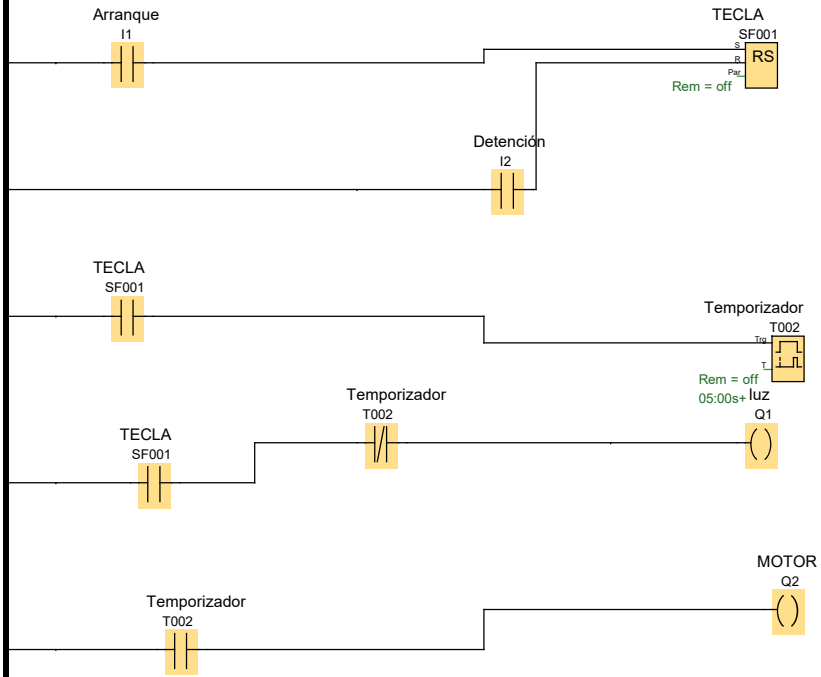 Arranque
I1
TECLA
SF001
S
R
Par
RS
Rem = off
Detención
I2
TECLA
SF001
Temporizador
T002
Trg
T
Rem = off
05:00s+
luz
Q1
Temporizador
T002
TECLA
SF001
MOTOR
Q2
Temporizador
T002